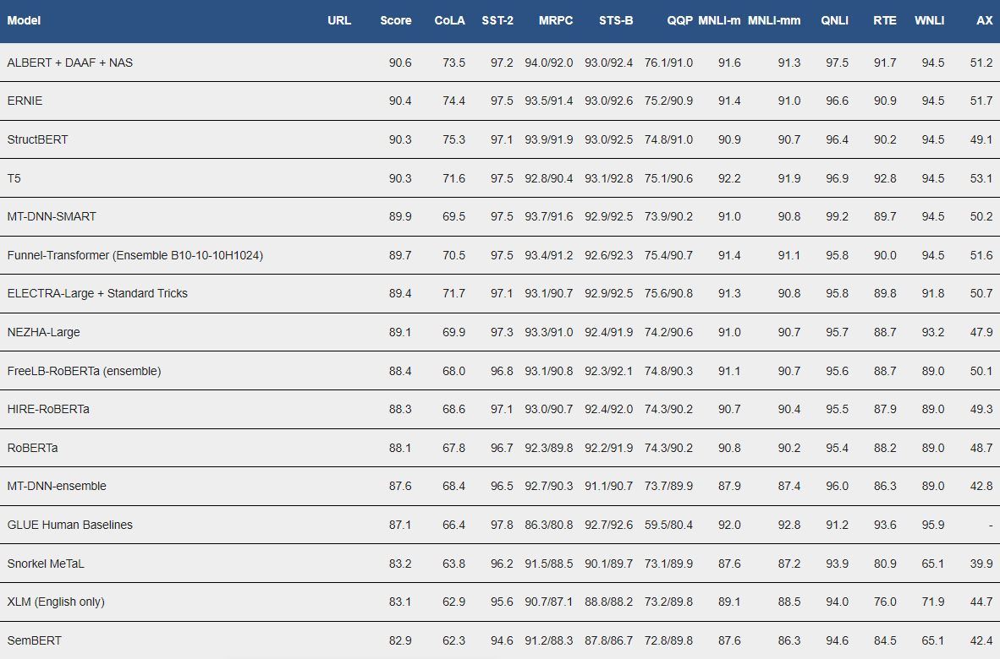 Model URL Score CoLA SST-2 MRPC STS-B QQP MNLI-m MNLI-mm QNLI RTE WNLI AX
ALBERT + DAAF + NAS 90.6 73.5 97.2 94.0/92.0 93.0/92.4 76.1/91.0 91.6 91.3 97.5 91.7 94.5 51.2
ERNIE 90.4 74.4 97.5 93.5/91.4 93.0/92.6 75.2/90.9 91.4 91.0 96.6 90.9 94.5 51.7
StructBERT 90.3 75.3 97.1 93.9/91.9 93.0/92.5 74.8/91.0 90.9 90.7 96.4 90.2 94.5 49.1
T5 90.3 71.6 97.5 92.8/90.4 93.1/92.8 75.1/90.6 92.2 91.9 96.9 92.8 94.5 53.1
MT-DNN-SMART 89.9 69.5 97.5 93.7/91.6 92.9/92.5 73.9/90.2 91.0 90.8 99.2 89.7 94.5 50.2
Funnel-Transformer (Ensemble B10-10-10H1024) 89.7 70.5 97.5 93.4/91.2 92.6/92.3 75.4/90.7 91.4 91.1 95.8 90.0 94.5 51.6
ELECTRA-Large + Standard Tricks 89.4 71.7 97.1 93.1/90.7 92.9/92.5 75.6/90.8 91.3 90.8 95.8 89.8 91.8 50.7
NEZHA-Large 89.1 69.9 97.3 93.3/91.0 92.4/91.9 74.2/90.6 91.0 90.7 95.7 88.7 93.2 47.9
FreeLB-RoBERTa (ensemble) 88.4 68.0 96.8 93.1/90.8 92.3/92.1 74.8/90.3 91.1 90.7 95.6 88.7 89.0 50.1
HIRE-RoBERTa 88.3 68.6 97.1 93.0/90.7 92.4/92.0 74.3/90.2 90.7 90.4 95.5 87.9 89.0 49.3
RoBERTa 88.1 67.8 96.7 92.3/89.8 92.2/91.9 74.3/90.2 90.8 90.2 95.4 88.2 89.0 48.7
MT-DNN-ensemble 87.6 68.4 96.5 92.7/90.3 91.1/90.7 73.7/89.9 87.9 87.4 96.0 86.3 89.0 42.8
GLUE Human Baselines 87.1 66.4 97.8 86.3/80.8 92.7/92.6 59.5/80.4 92.0 92.8 91.2 93.6 95.9 -
Snorkel MeTaL 83.2 63.8 96.2 91.5/88.5 90.1/89.7 73.1/89.9 87.6 87.2 93.9 80.9 65.1 39.9
XLM (English only) 83.1 62.9 95.6 90.7/87.1 88.8/88.2 73.2/89.8 89.1 88.5 94.0 76.0 71.9 44.7
SemBERT 82.9 62.3 94.6 91.2/88.3 87.8/86.7 72.8/89.8 87.6 86.3 94.6 84.5 65.1 42.4